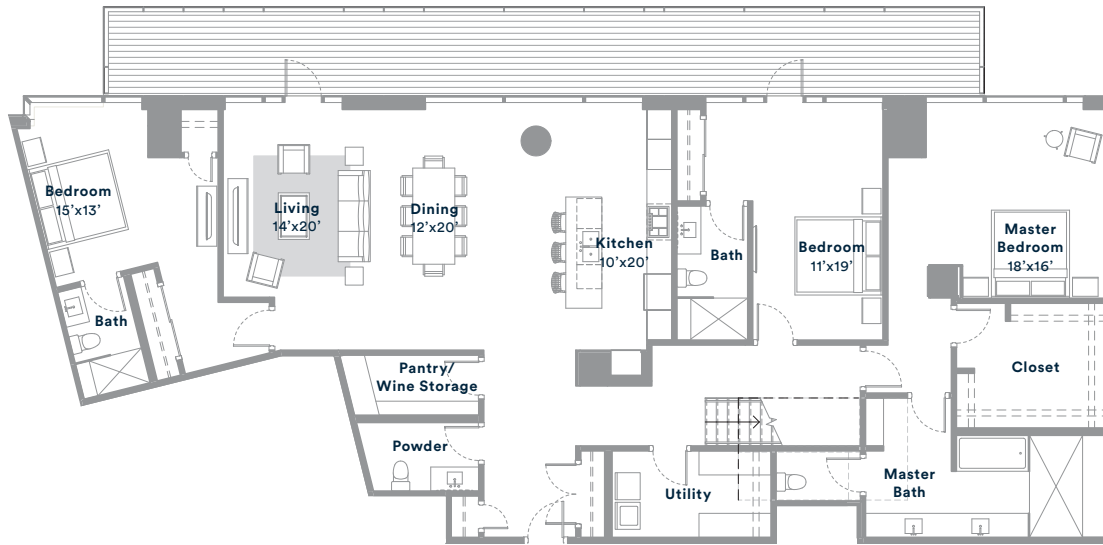 Bedroom
15’x13’
Living
14’x20’
Dining
12’x20’
Kitchen
10’x20’
Bath
Bedroom
11’x19’
Master
Bedroom
18’x16’
Bath
Pantry/
Wine Storage
Closet
Powder
Utility
Master
Bath